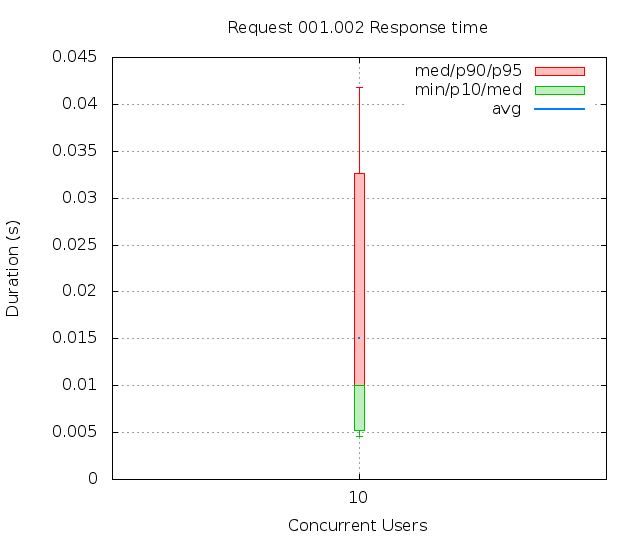 Request 001.002 Response time
0.045
0.04
0.035
0.03
0.025
0.02
0.015
0.01
0.005
0
med/p90/p95
min/p10/med
avg
Duration (s)
10
Concurrent Users